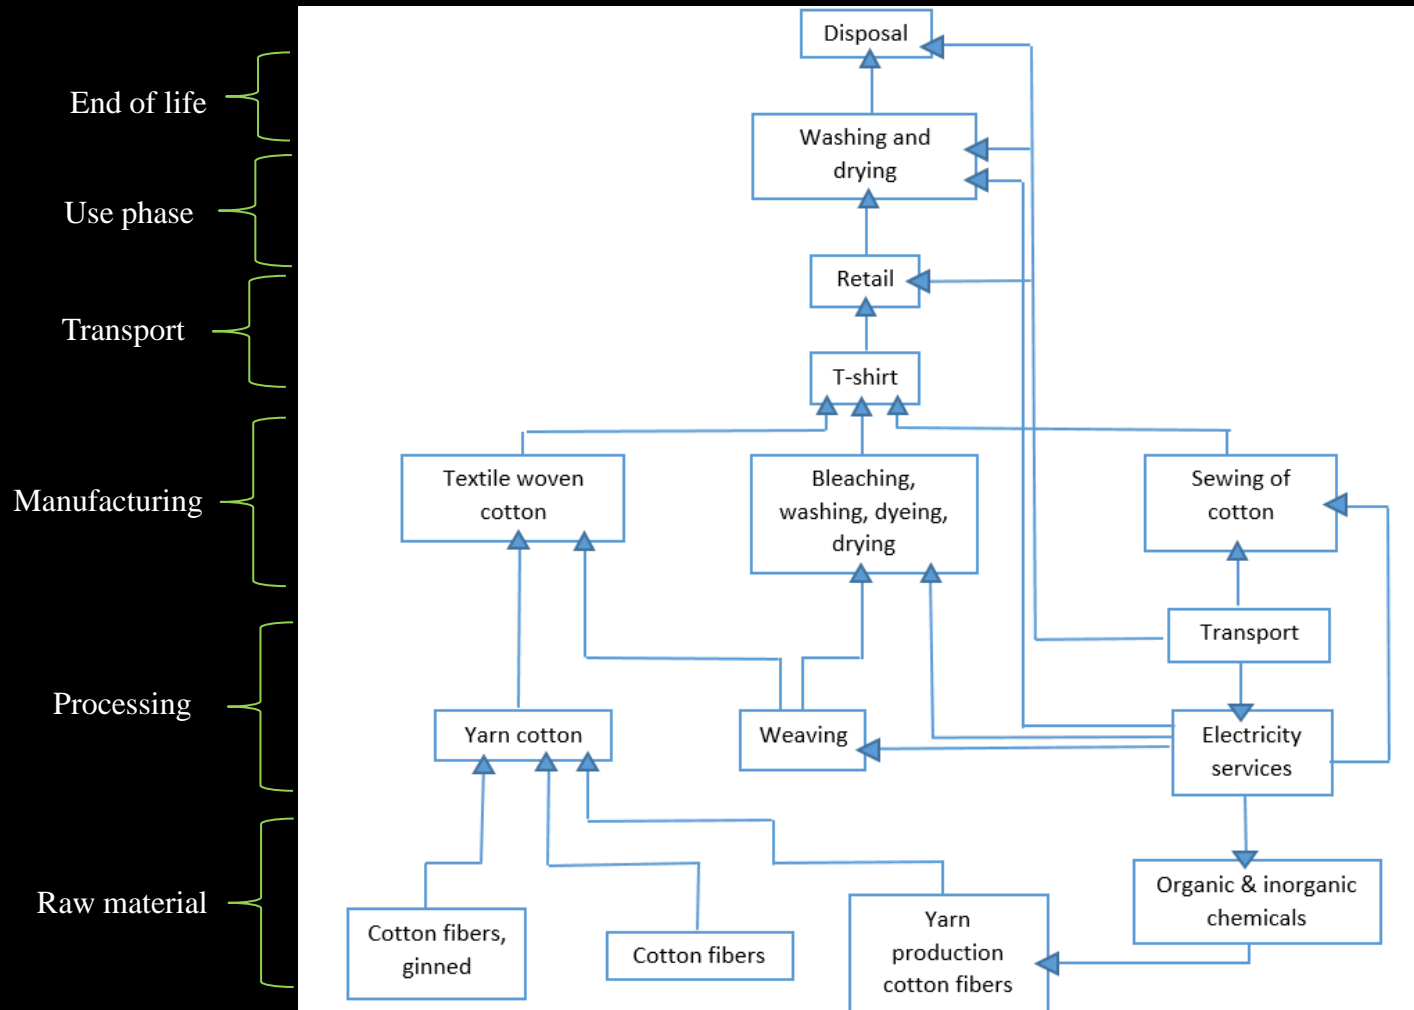 Disposal
End of life
Washing and
drying
Use phase
Retail
Transport
T-shirt
Manufacturing
Textile woven
cotton
Bleaching,
washing, dyeing,
drying
Sewing of
cotton
Transport
Processing
Yarn cotton
Weaving
Electricity
services
Raw material
Cotton fibers,
ginned
Cotton fibers
Yarn
production
cotton fibers
Organic & inorganic
chemicals